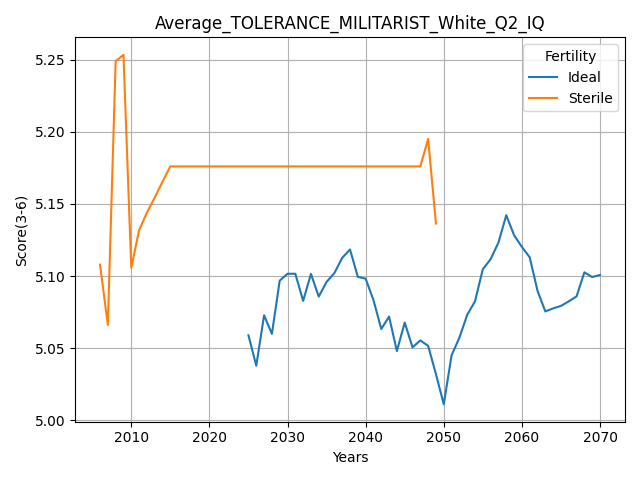 Average_TOLERANCE_MILITARIST_White_Q2_IQ
Fertility
Ideal
Sterile
Score(3-6)
5.25
5.20
5.15
5.10
5.05
5.00
2010 2020 2030 2040 2050 2060 2070
Years